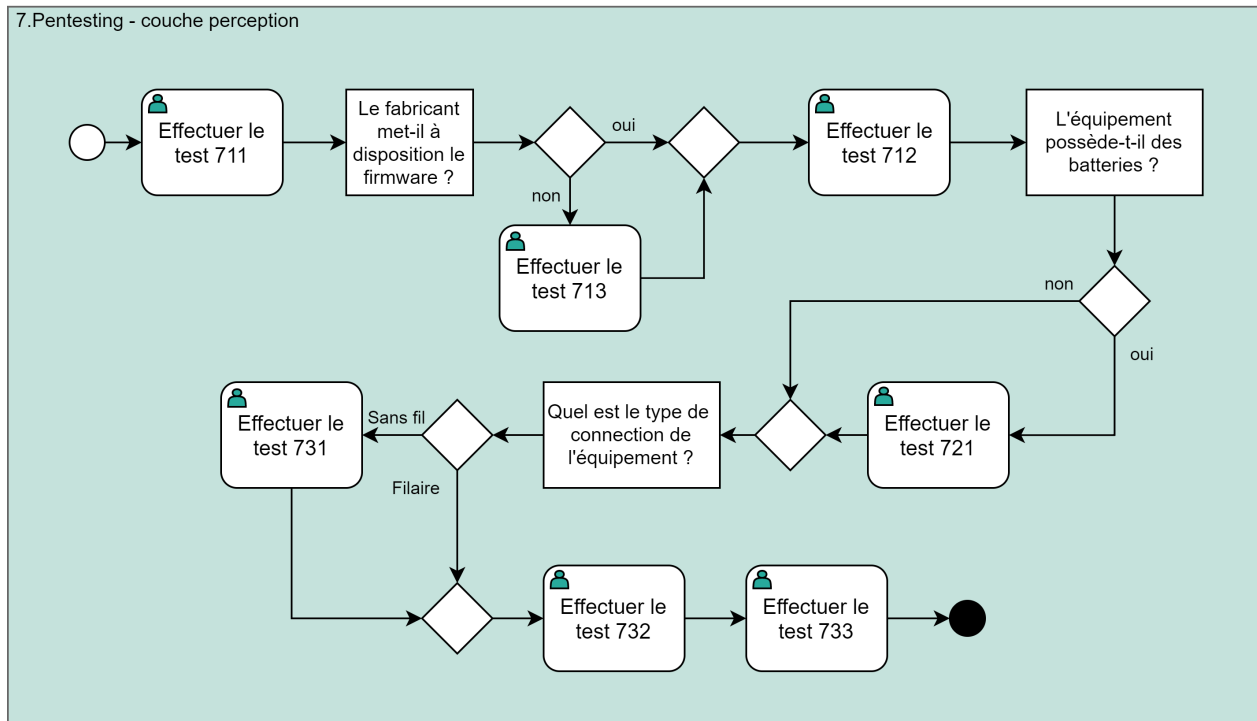 7.Pentesting - couche perception
Effectuer le
test 711
Le fabricant
met-il à
disposition le
firmware ?
oui
non
Effectuer le
test 713
Effectuer le
test 712
L'équipement
possède-t-il des
batteries ?
non
oui
Effectuer le
test 721
Quel est le type de
connection de
l'équipement ?
Sans fil
Filaire
Effectuer le
test 731
Effectuer le
test 732
Effectuer le
test 733